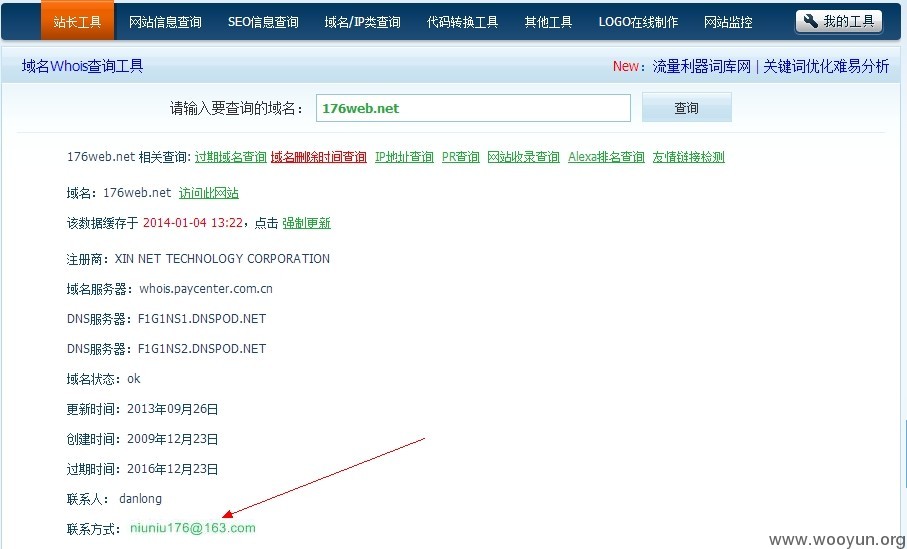 站长工具 网站信息查询 SEO信息查询 域名/IP类查询 代码转换工具 其他工具 LOGO在线制作 网站监控 我的工具
域名Whois查询工具 New：流量利器词库网 | 关键词优化难易分析
请输入要查询的域名： 176web.net 查询
176web.net 相关查询: 过期域名查询 域名删除时间查询 IP地址查询 PR查询 网站收录查询 Alexa排名查询 友情链接检测
域名：176web.net 访问此网站
该数据缓存于 2014-01-04 13:22，点击 强制更新
注册商：XIN NET TECHNOLOGY CORPORATION
域名服务器：whois.paycenter.com.cn
DNS服务器：F1G1NS1.DNSPOD.NET
DNS服务器：F1G1NS2.DNSPOD.NET
域名状态：ok
更新时间：2013年09月26日
创建时间：2009年12月23日
过期时间：2016年12月23日
联系人： danlong
联系方式： niuniu176@163.com
www.wooyun.org